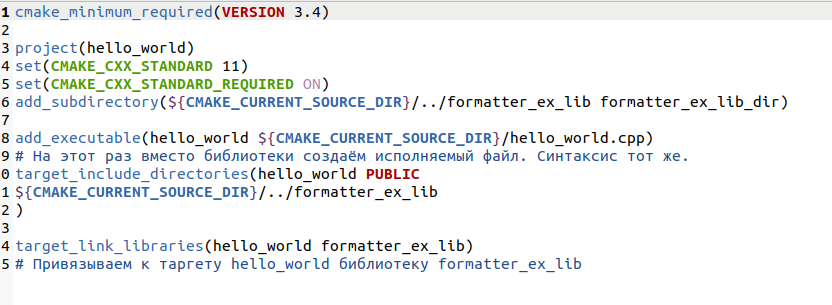 1 cmake_minimum_required(VERSION 3.4)
2
3 project(hello_world)
4 set(CMAKE_CXX_STANDARD 11)
5 set(CMAKE_CXX_STANDARD_REQUIRED ON)
6 add_subdirectory(${CMAKE_CURRENT_SOURCE_DIR}/../formatter_ex_lib formatter_ex_lib_dir)
7
8 add_executable(hello_world ${CMAKE_CURRENT_SOURCE_DIR}/hello_world.cpp)
9 # На этот раз вместо библиотеки создаём исполняемый файл. Синтаксис тот же.
0 target_include_directories(hello_world PUBLIC
1 ${CMAKE_CURRENT_SOURCE_DIR}/../formatter_ex_lib
2 )
3
4 target_link_libraries(hello_world formatter_ex_lib)
5 # Привязываем к таргету hello_world библиотеку formatter_ex_lib